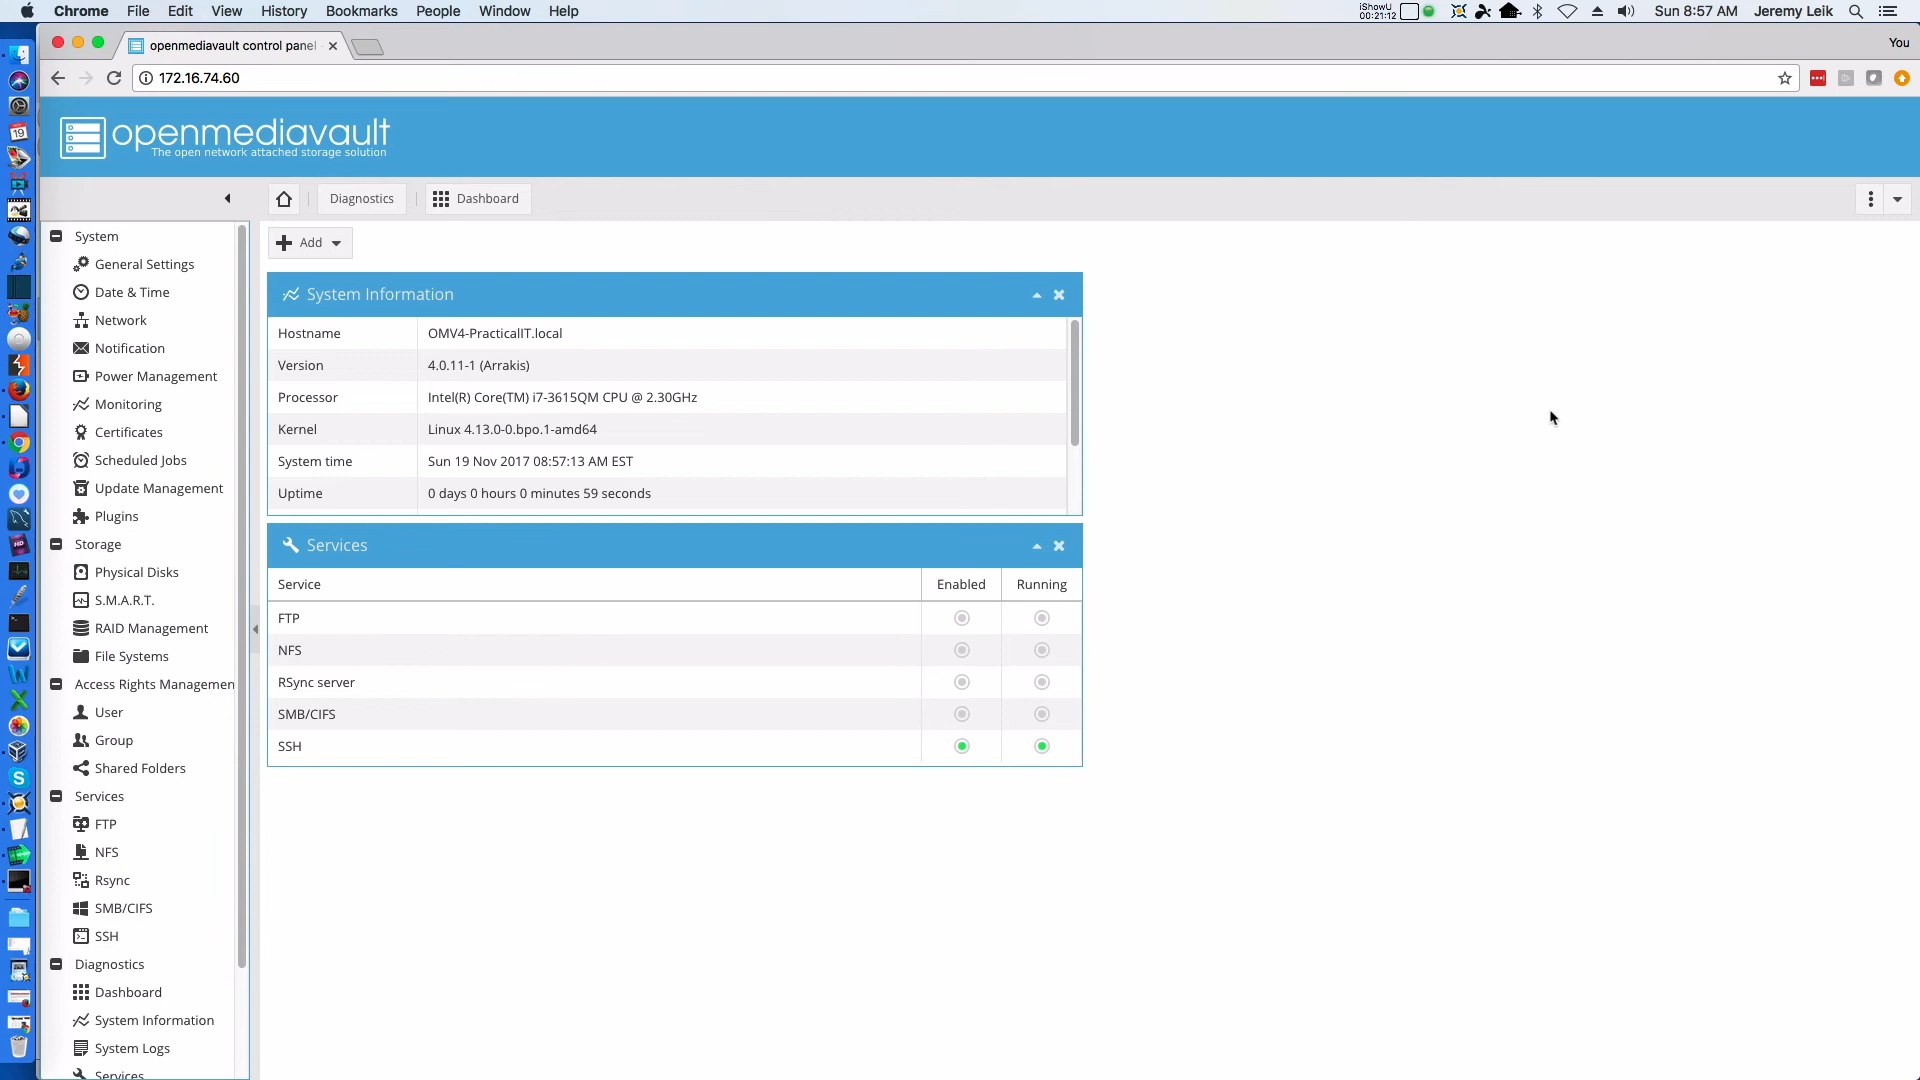 Chrome File Edit View History Bookmarks People Window Help
iShowU
00:21:12
Sun 8:57 AM Jeremy Leik
openmediavault control panel
You
172.16.74.60
openmediavault
The open network attached storage solution
Diagnostics
Dashboard
Add
System
General Settings
Date & Time
Network
Notification
Power Management
Monitoring
Certificates
Scheduled Jobs
Update Management
Plugins
Storage
Physical Disks
S.M.A.R.T.
RAID Management
File Systems
Access Rights Managemen
User
Group
Shared Folders
Services
FTP
NFS
Rsync
SMB/CIFS
SSH
Diagnostics
Dashboard
System Information
System Logs
Services
System Information
Hostname OMV4-PracticalIT.local
Version 4.0.11-1 (Arrakis)
Processor Intel(R) Core(TM) i7-3615QM CPU @ 2.30GHz
Kernel Linux 4.13.0-0.bpo.1-amd64
System time Sun 19 Nov 2017 08:57:13 AM EST
Uptime 0 days 0 hours 0 minutes 59 seconds
Services
Service Enabled Running
FTP
NFS
RSync server
SMB/CIFS
SSH
19